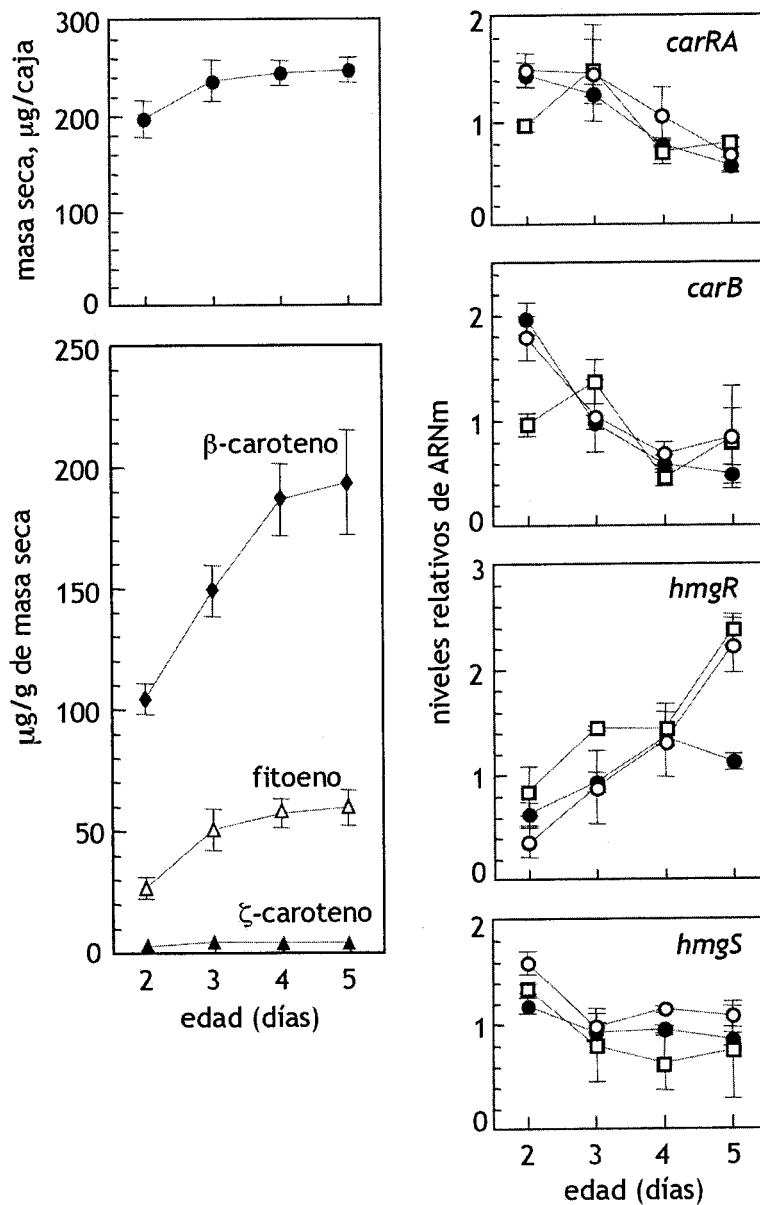 masa seca, µg/caja
300
200
100
0
µg/g de masa seca
250
200
150
100
50
0
β-caroteno
fitoeno
ζ-caroteno
2 3 4 5
edad (días)
niveles relativos de ARNm
carRA
2
1
0
carB
2
1
0
hmgR
3
2
1
0
hmgS
2
1
0
2 3 4 5
edad (días)